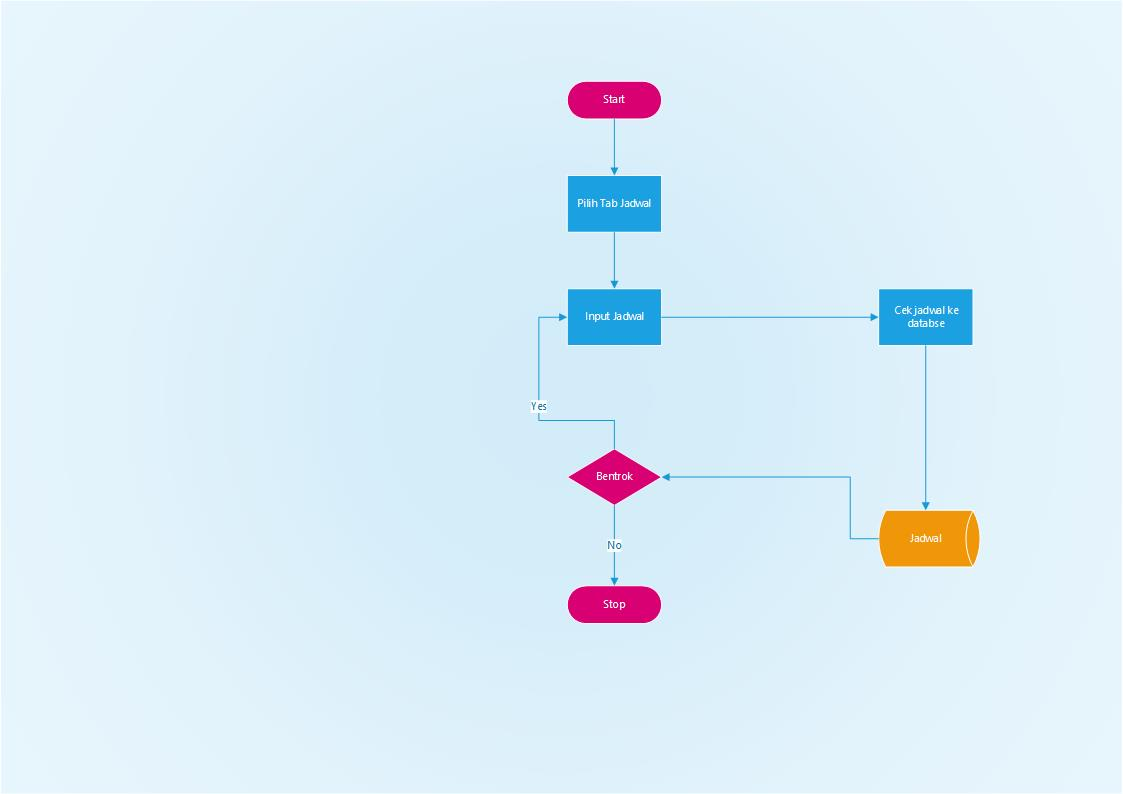 Start
Pilih Tab Jadwal
Input Jadwal
Cek jadwal ke
databse
Yes
Bentrok
Jadwal
No
Stop